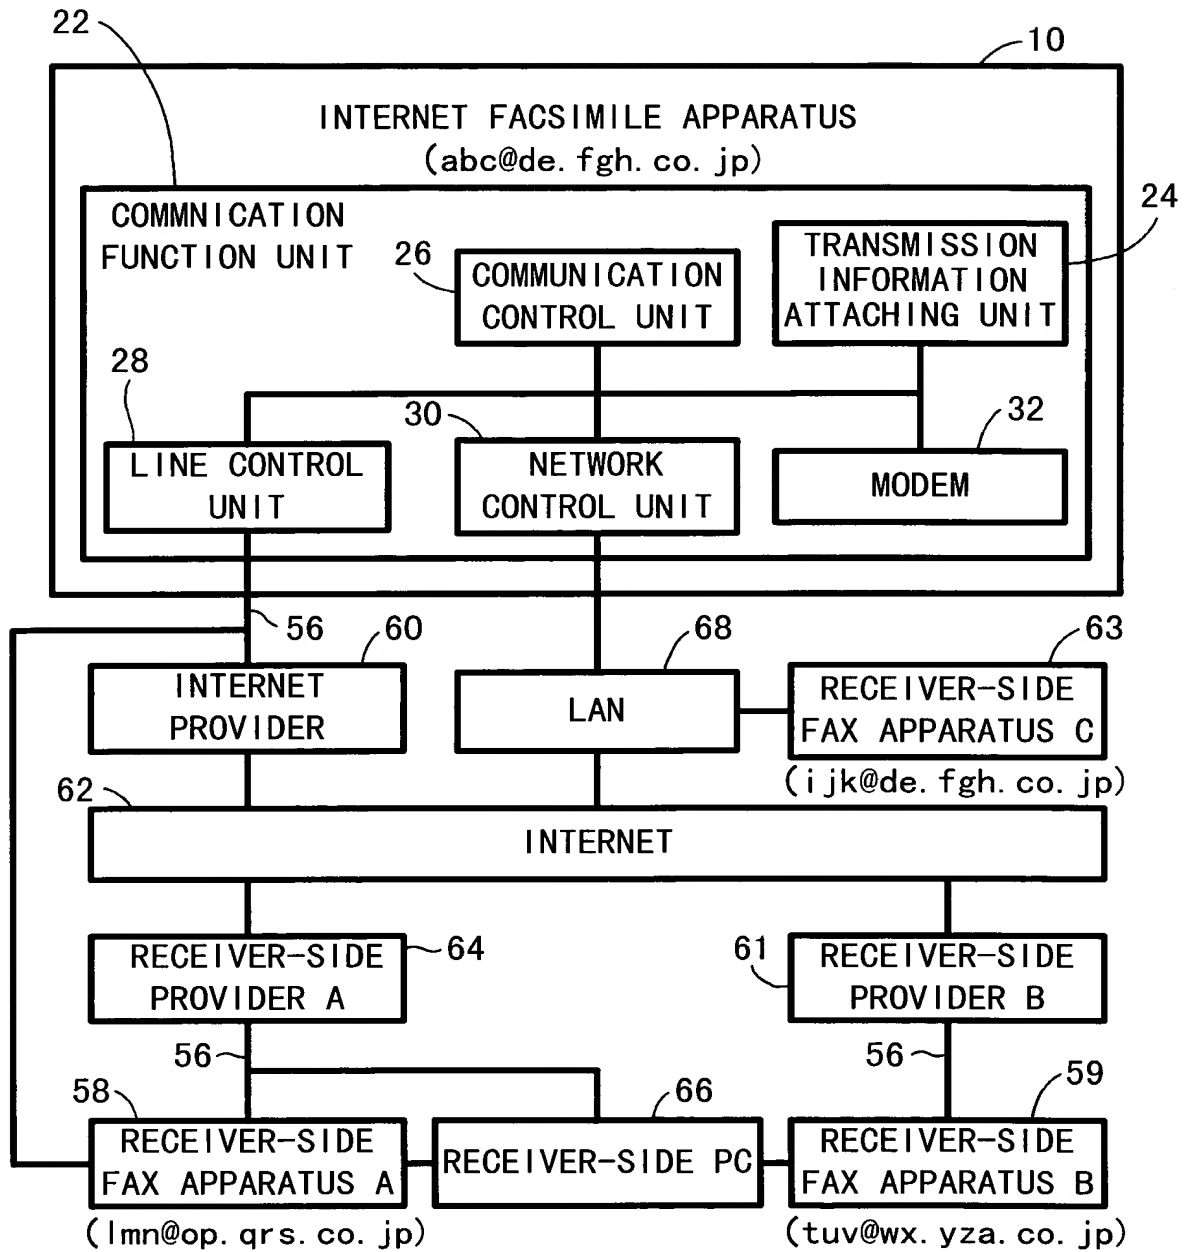 22
10
INTERNET FACSIMILE APPARATUS
(abc@de.fgh.co.jp)
COMMNICATION
FUNCTION UNIT
24
26
COMMUNICATION
CONTROL UNIT
TRANSMISSION
INFORMATION
ATTACHING UNIT
28
30
32
LINE CONTROL
UNIT
NETWORK
CONTROL UNIT
MODEM
56
60
68
63
INTERNET
PROVIDER
LAN
RECEIVER-SIDE
FAX APPARATUS C
(ijk@de.fgh.co.jp)
62
INTERNET
RECEIVER-SIDE
PROVIDER A
64
61
RECEIVER-SIDE
PROVIDER B
56
56
58
66
59
RECEIVER-SIDE
FAX APPARATUS A
RECEIVER-SIDE PC
RECEIVER-SIDE
FAX APPARATUS B
(lmn@op.qrs.co.jp)
(tuv@wx.yza.co.jp)